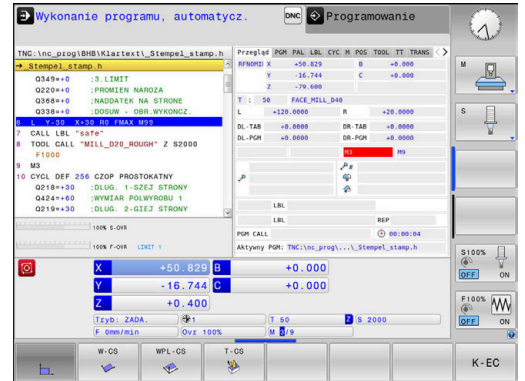 Wykonanie programu, automatycz.
DNC
Programowanie
TNC:\nc_prog\BHB\Klartext\_Stempel_stamp.h
→_Stempel_stamp.h
Q349=+0 ;3.LIMIT
Q220=+0 ;PROMIEN NAROZA
Q368=+0 ;NADDATEK NA STRONE
Q338=+0 ;DOSUW - OBR.WYKONCZ.
6 L Y-30 X+30 R0 FMAX M99
7 CALL LBL "safe"
8 TOOL CALL "MILL_D20_ROUGH" Z S2000
F1000
9 M3
10 CYCL DEF 256 CZOP PROSTOKATNY
Q218=+30 ;DLUG. 1-SZEJ STRONY
Q424=+60 ;WYMIAR POLWYROBU 1
Q219=+30 ;DLUG. 2-GIEJ STRONY
100% S-OVR
100% F-OVR LIMIT 1
Przegląd PGM PAL LBL CYC M POS TOOL TT TRANS
RFNOMI X +50.829 B +0.000
Y -16.744 C +0.000
Z -79.600
T : 50 FACE_MILL_D40
L +120.0000 R +20.0000
DL-TAB +0.0000 DR-TAB +0.0000
DL-PGM +0.0000 DR-PGM +0.0000
M3 M9
P#
P
LBL
LBL REP
PGM CALL 00:00:04
Aktywny PGM: TNC:\nc_prog\...\_Stempel_stamp.h
X +50.829 B +0.000
Y -16.744 C +0.000
Z +0.400
Tryb: ZADA. 1 T 50 Z S 2000
F 0mm/min Ovr 100% M 3/9
M
S
S100%
OFF ON
F100%
OFF ON
W-CS WPL-CS T-CS
K-EC